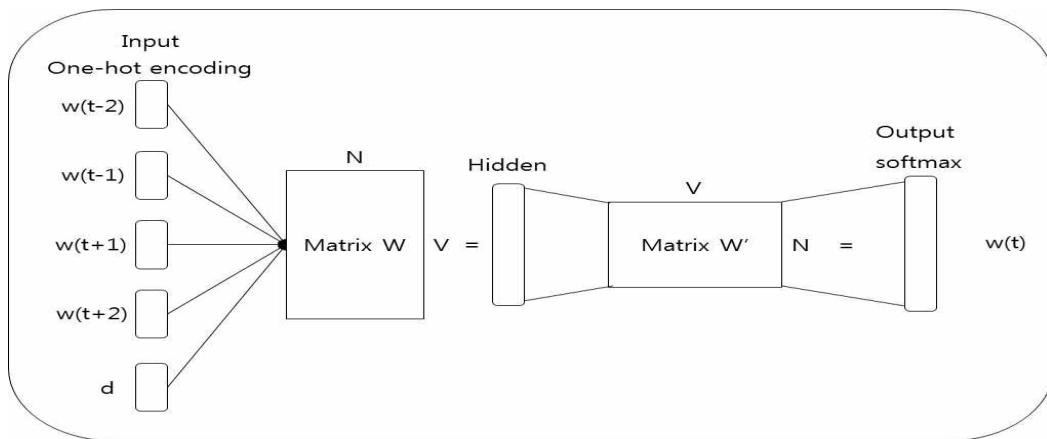 Input
One-hot encoding
w(t-2)
w(t-1)
w(t+1)
w(t+2)
d
N
Matrix W
V
=
Hidden
V
Matrix W'
N
=
Output
softmax
w(t)